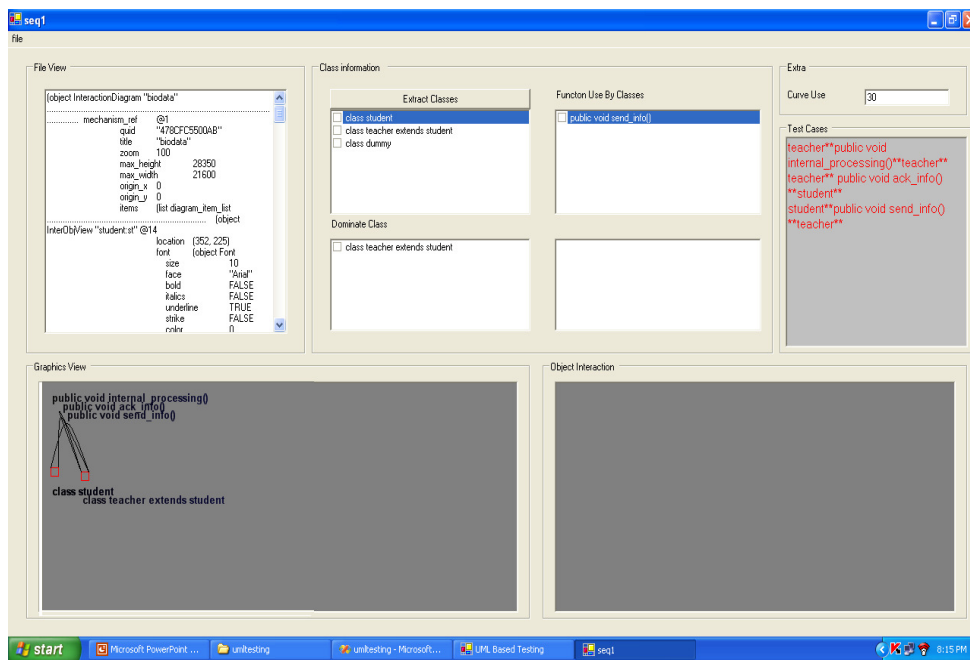 seq1
file
File View
(object InteractionDiagram "biodata"
mechanism_ref @1
quid "478CFC5500AB"
title "biodata"
zoom 100
max_height 28350
max_width 21600
origin_x 0
origin_y 0
items (list diagram_item_list
(object
InterObjView "student:st" @14
location (352, 225)
font (object Font
size 10
face "Arial"
bold FALSE
italics FALSE
underline TRUE
strike FALSE
color 0
Class information
Extract Classes
class student
class teacher extends student
class dummy
Functon Use By Classes
public void send_info()
Dominate Class
class teacher extends student
Extra
Curve Use 30
Test Cases
teacher**public void
internal_processing()**teacher**
teacher** public void ack_info()
**student**
student**public void send_info()
**teacher**
Graphics View
public void internal_processing()
public void ack_info()
public void send_info()
class student
class teacher extends student
Object Interaction
start
Microsoft PowerPoint ...
umltesting
umltesting - Microsoft...
UML Based Testing
seq1
8:15 PM